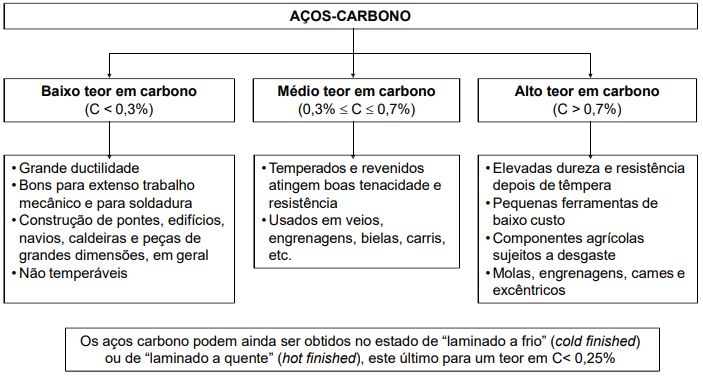 AÇOS-CARBONO
Baixo teor em carbono
(C < 0,3%)
Médio teor em carbono
(0,3% ≤ C ≤ 0,7%)
Alto teor em carbono
(C > 0,7%)
• Grande ductilidade
• Bons para extenso trabalho
mecânico e para soldadura
• Construção de pontes, edifícios,
navios, caldeiras e peças de
grandes dimensões, em geral
• Não temperáveis
• Temperados e revenidos
atingem boas tenacidade e
resistência
• Usados em veios,
engrenagens, bielas, carris,
etc.
• Elevadas dureza e resistência
depois de têmpera
• Pequenas ferramentas de
baixo custo
• Componentes agrícolas
sujeitos a desgaste
• Molas, engrenagens, cames e
excêntricos
Os aços carbono podem ainda ser obtidos no estado de “laminado a frio” (cold finished)
ou de “laminado a quente” (hot finished), este último para um teor em C< 0,25%